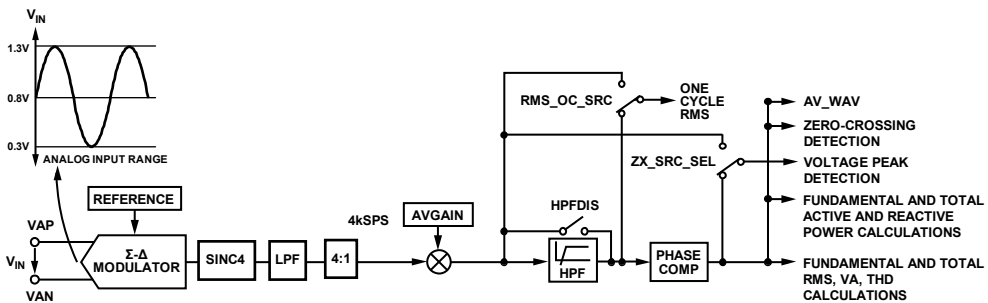 VIN
1.3V
0.8V
0.3V
ANALOG INPUT RANGE
REFERENCE
VAP
VIN
VAN
Σ-Δ
MODULATOR
SINC4
LPF
4:1
4kSPS
AVGAIN
HPFDIS
HPF
RMS_OC_SRC
ONE
CYCLE
RMS
ZX_SRC_SEL
PHASE
COMP
AV_WAV
ZERO-CROSSING
DETECTION
VOLTAGE PEAK
DETECTION
FUNDAMENTAL AND TOTAL
ACTIVE AND REACTIVE
POWER CALCULATIONS
FUNDAMENTAL AND TOTAL
RMS, VA, THD
CALCULATIONS